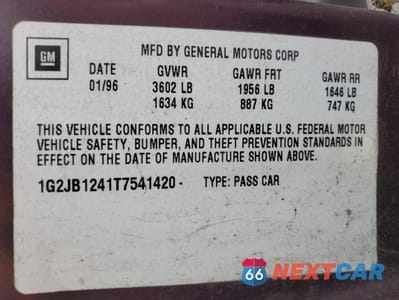 GM
MFD BY GENERAL MOTORS CORP
DATE GVWR GAWR FRT GAWR RR
01/96 3602 LB 1956 LB 1646 LB
1634 KG 887 KG 747 KG
THIS VEHICLE CONFORMS TO ALL APPLICABLE U.S. FEDERAL MOTOR
VEHICLE SAFETY, BUMPER, AND THEFT PREVENTION STANDARDS IN
EFFECT ON THE DATE OF MANUFACTURE SHOWN ABOVE.
1G2JB1241T7541420- TYPE: PASS CAR
66 NEXTCAR